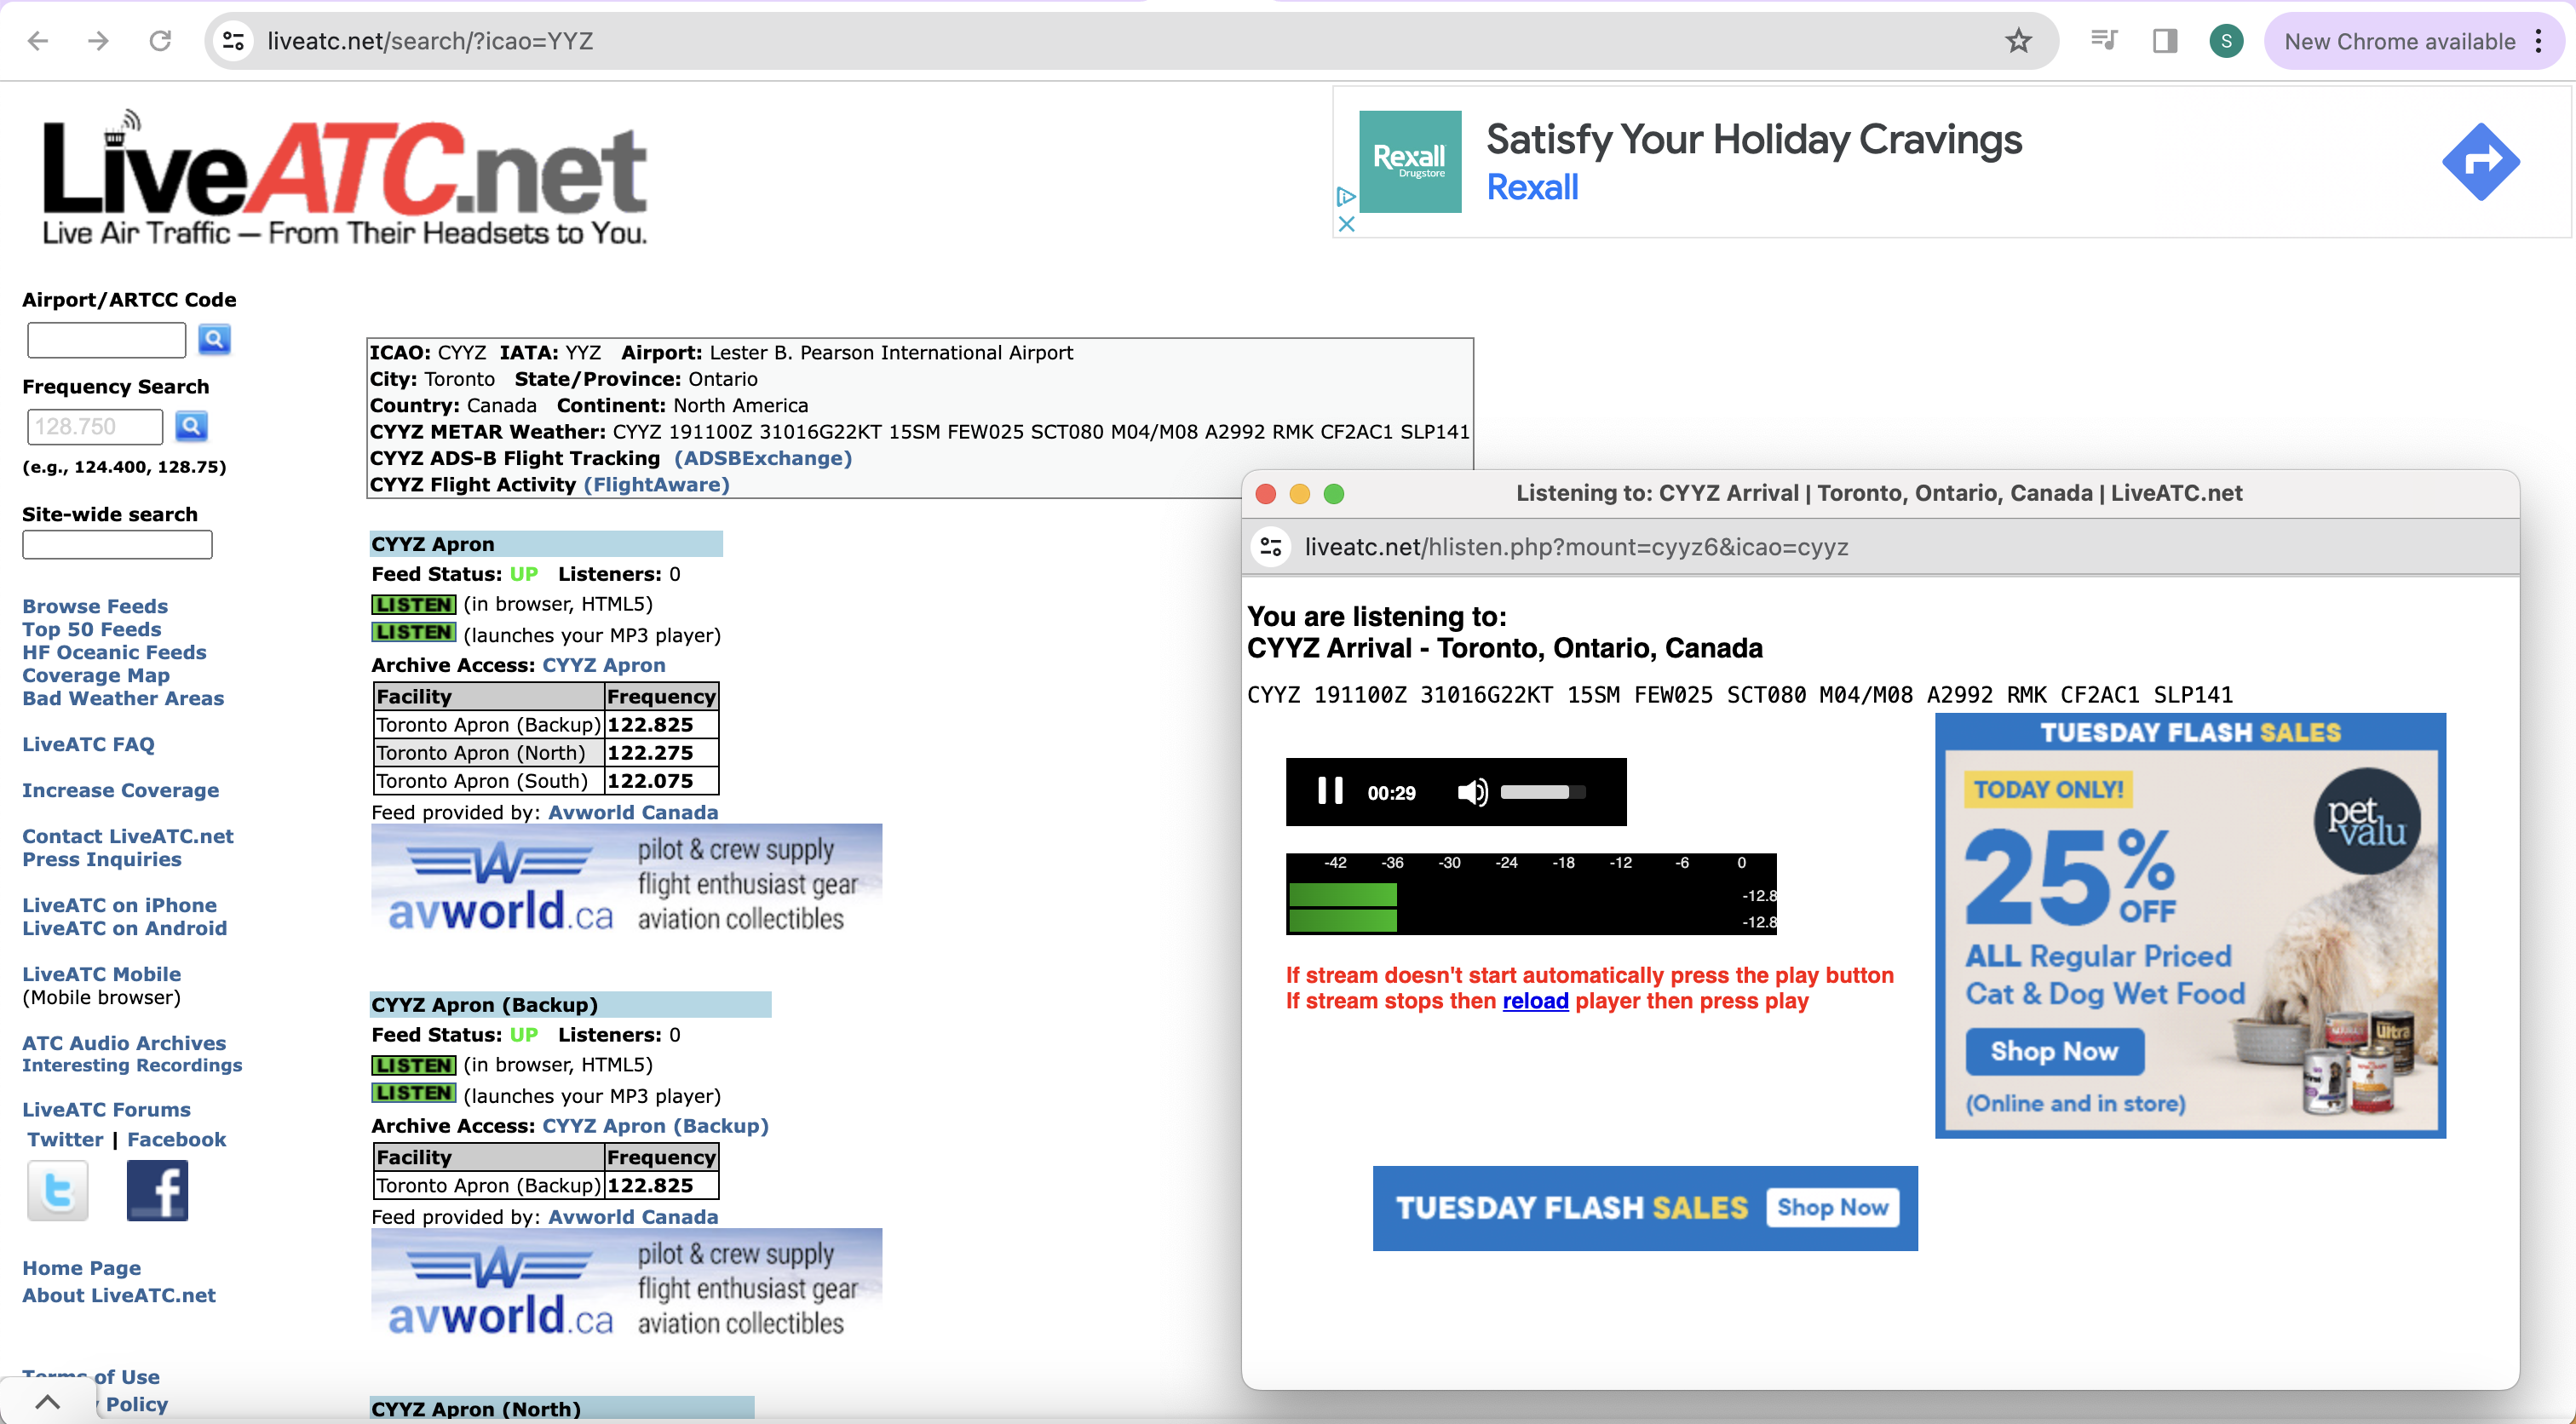 liveatc.net/search/?icao=YYZ
S
New Chrome available
LiveATC.net
Live Air Traffic — From Their Headsets to You.
Rexall
Drugstore
Satisfy Your Holiday Cravings
Rexall
Airport/ARTCC Code
Frequency Search
128.750
(e.g., 124.400, 128.75)
Site-wide search
Browse Feeds
Top 50 Feeds
HF Oceanic Feeds
Coverage Map
Bad Weather Areas
LiveATC FAQ
Increase Coverage
Contact LiveATC.net
Press Inquiries
LiveATC on iPhone
LiveATC on Android
LiveATC Mobile
(Mobile browser)
ATC Audio Archives
Interesting Recordings
LiveATC Forums
Twitter | Facebook
Home Page
About LiveATC.net
Terms of Use
Policy
ICAO: CYYZ IATA: YYZ Airport: Lester B. Pearson International Airport
City: Toronto State/Province: Ontario
Country: Canada Continent: North America
CYYZ METAR Weather: CYYZ 191100Z 31016G22KT 15SM FEW025 SCT080 M04/M08 A2992 RMK CF2AC1 SLP141
CYYZ ADS-B Flight Tracking (ADSBExchange)
CYYZ Flight Activity (FlightAware)
CYYZ Apron
Feed Status: UP Listeners: 0
LISTEN (in browser, HTML5)
LISTEN (launches your MP3 player)
Archive Access: CYYZ Apron
Facility Frequency
Toronto Apron (Backup) 122.825
Toronto Apron (North) 122.275
Toronto Apron (South) 122.075
Feed provided by: Avworld Canada
avworld.ca
pilot & crew supply
flight enthusiast gear
aviation collectibles
CYYZ Apron (Backup)
Feed Status: UP Listeners: 0
LISTEN (in browser, HTML5)
LISTEN (launches your MP3 player)
Archive Access: CYYZ Apron (Backup)
Facility Frequency
Toronto Apron (Backup) 122.825
Feed provided by: Avworld Canada
avworld.ca
pilot & crew supply
flight enthusiast gear
aviation collectibles
CYYZ Apron (North)
Listening to: CYYZ Arrival | Toronto, Ontario, Canada | LiveATC.net
liveatc.net/hlisten.php?mount=cyyz6&icao=cyyz
You are listening to:
CYYZ Arrival - Toronto, Ontario, Canada
CYYZ 191100Z 31016G22KT 15SM FEW025 SCT080 M04/M08 A2992 RMK CF2AC1 SLP141
00:29
-42 -36 -30 -24 -18 -12 -6 0
-12.8
-12.8
If stream doesn't start automatically press the play button
If stream stops then reload player then press play
TUESDAY FLASH SALES
TODAY ONLY!
pet
valu
25% OFF
ALL Regular Priced
Cat & Dog Wet Food
Ultra
Shop Now
(Online and in store)
TUESDAY FLASH SALES Shop Now